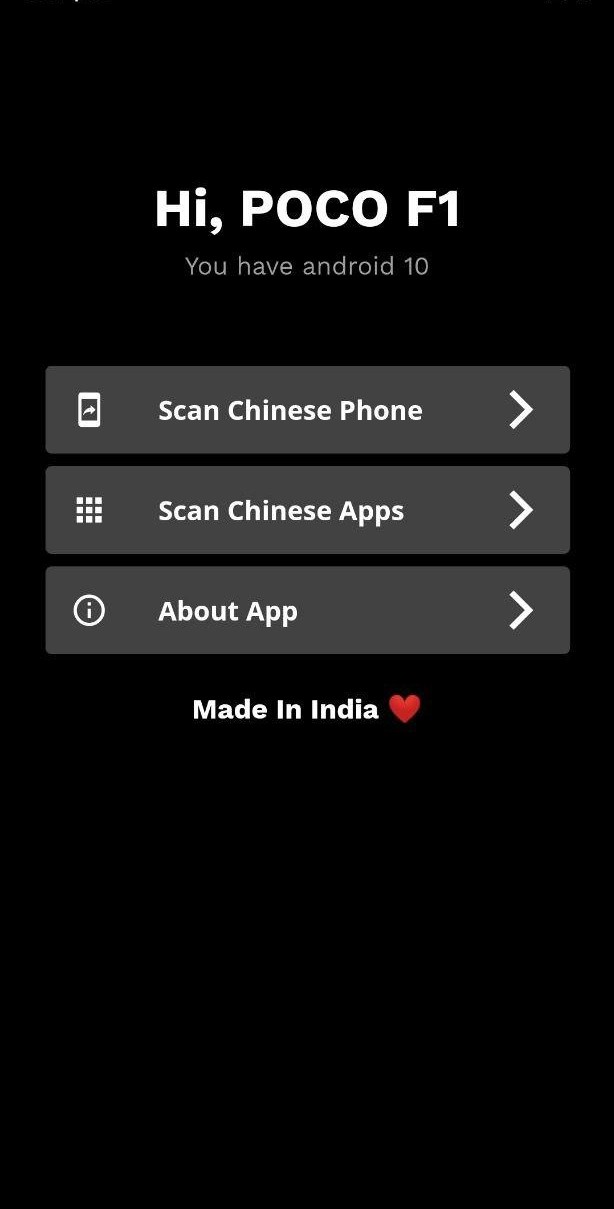 Hi, POCO F1
You have android 10
Scan Chinese Phone
Scan Chinese Apps
About App
Made In India ❤️